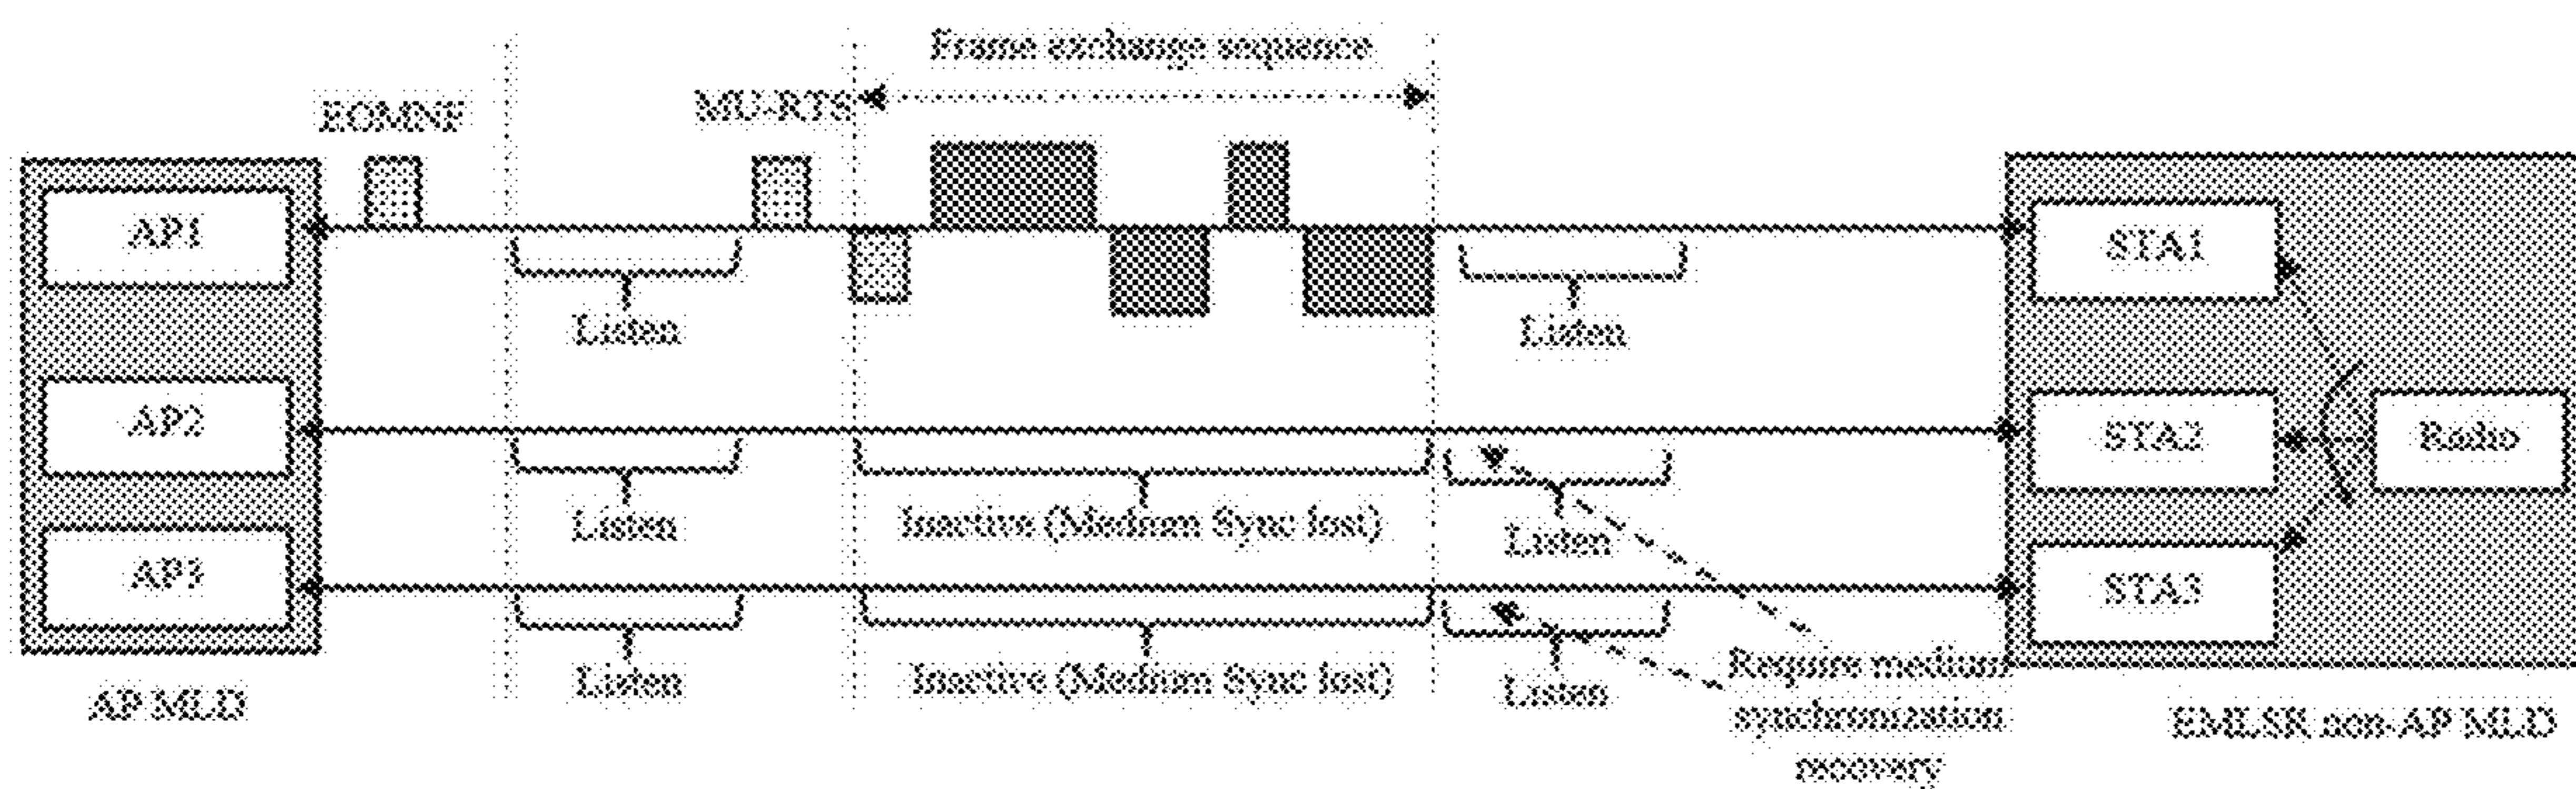 Frame exchange sequence
EOMNF
MU-RTS
AP1
STA1
Listen
Listen
AP2
STA2
Radio
Listen
Inactive (Medium Sync lost)
Listen
AP3
STA3
Listen
Inactive (Medium Sync lost)
Listen
Require medium
synchronization
recovery
AP MLD
EMLSR non-AP MLD